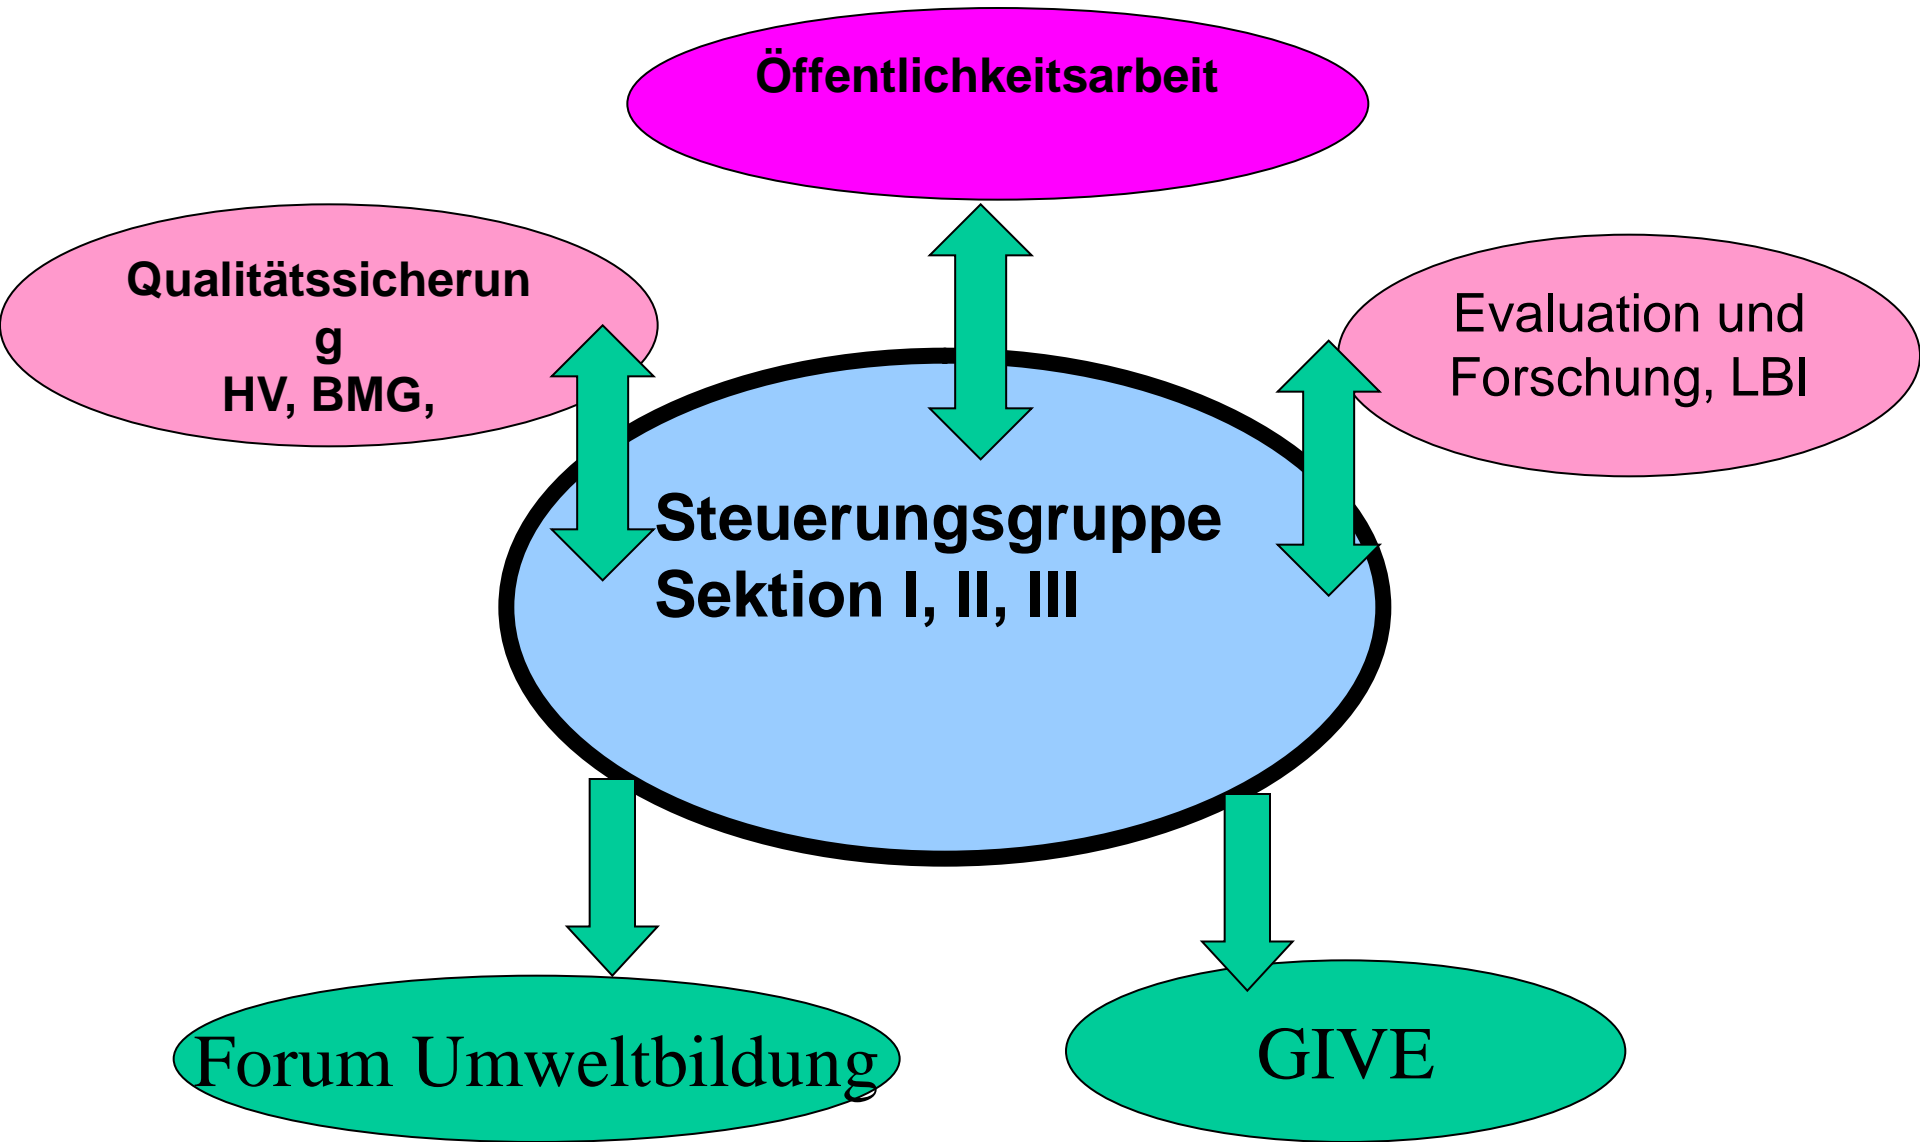 Öffentlichkeitsarbeit
Qualitätssicherun
g
HV, BMG,
Evaluation und
Forschung, LBI
Steuerungsgruppe
Sektion I, II, III
Forum Umweltbildung
GIVE